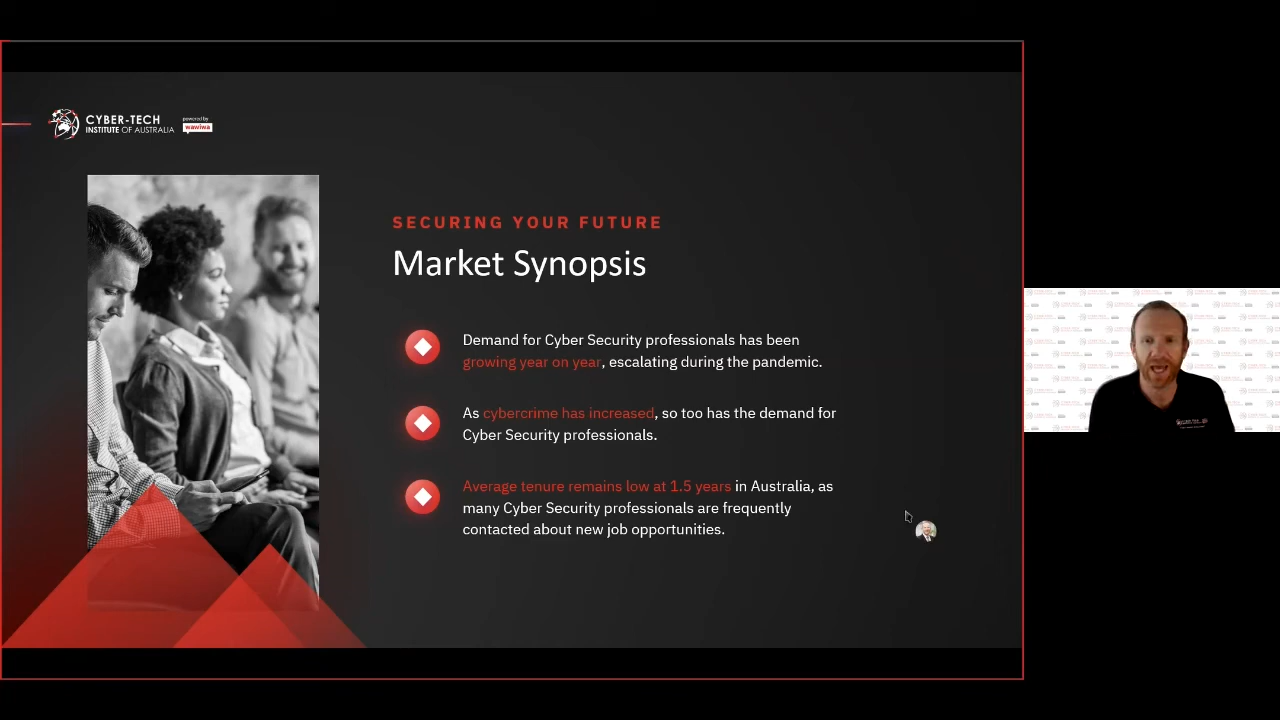 CYBER-TECH
INSTITUTE OF AUSTRALIA
powered by
wawiwa
SECURING YOUR FUTURE
Market Synopsis
Demand for Cyber Security professionals has been
growing year on year, escalating during the pandemic.
As cybercrime has increased, so too has the demand for
Cyber Security professionals.
Average tenure remains low at 1.5 years in Australia, as
many Cyber Security professionals are frequently
contacted about new job opportunities.